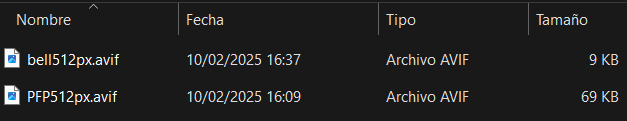 Nombre Fecha Tipo Tamaño
bell512px.avif 10/02/2025 16:37 Archivo AVIF 9 KB
PFP512px.avif 10/02/2025 16:09 Archivo AVIF 69 KB